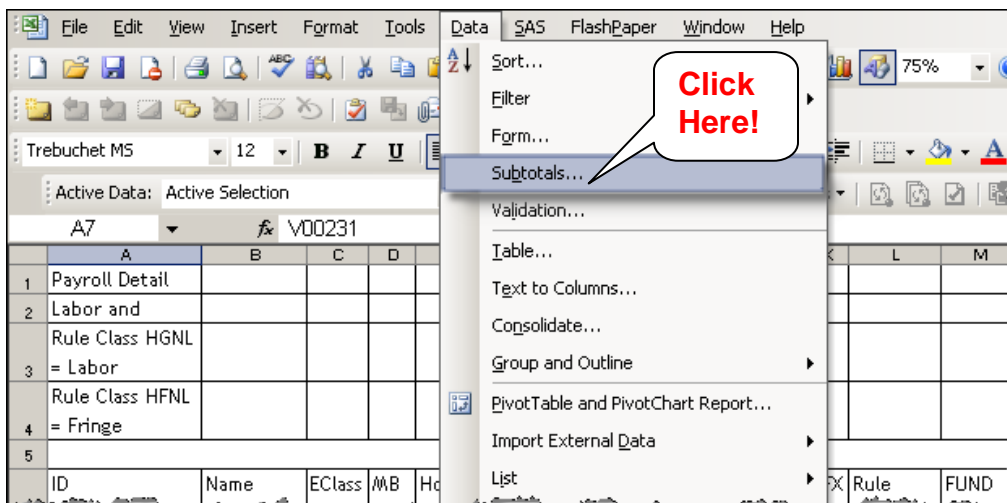 File Edit View Insert Format Tools Data SAS FlashPaper Window Help
ABC
75%
Trebuchet MS 12 B I U A
Active Data: Active Selection
A7 fx V00231
A B C D L M
1 Payroll Detail
2 Labor and
Rule Class HGNL
3 = Labor
Rule Class HFNL
4 = Fringe
5
ID Name EClass MB Rule FUND
A Z Sort...
Filter
Form...
Subtotals...
Validation...
Table...
Text to Columns...
Consolidate...
Group and Outline
PivotTable and PivotChart Report...
Import External Data
List
Click
Here!